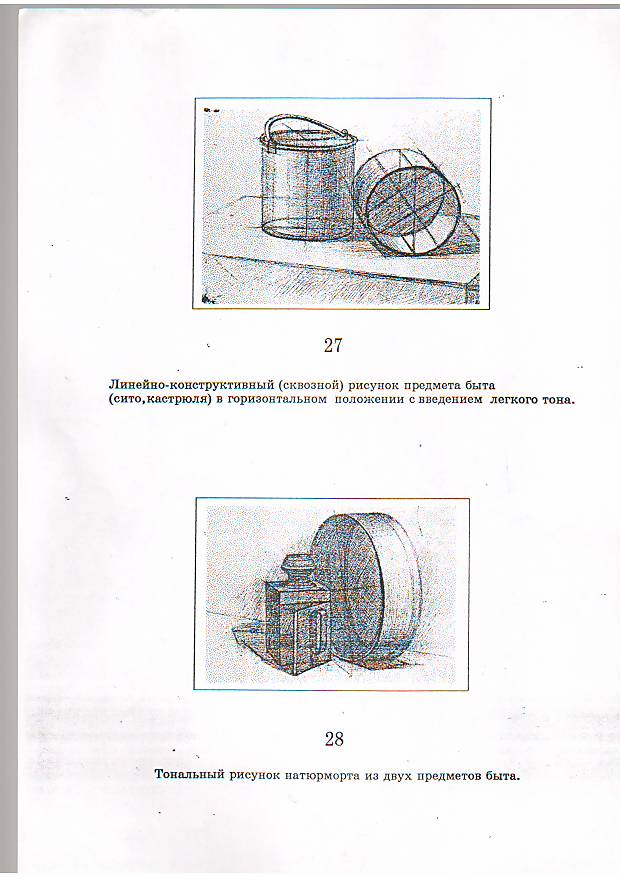 27
Линейно-конструктивный (сквозной) рисунок предмета быта
(сито,кастрюля) в горизонтальном положении с введением легкого тона.
28
Тональный рисунок натюрморта из двух предметов быта.